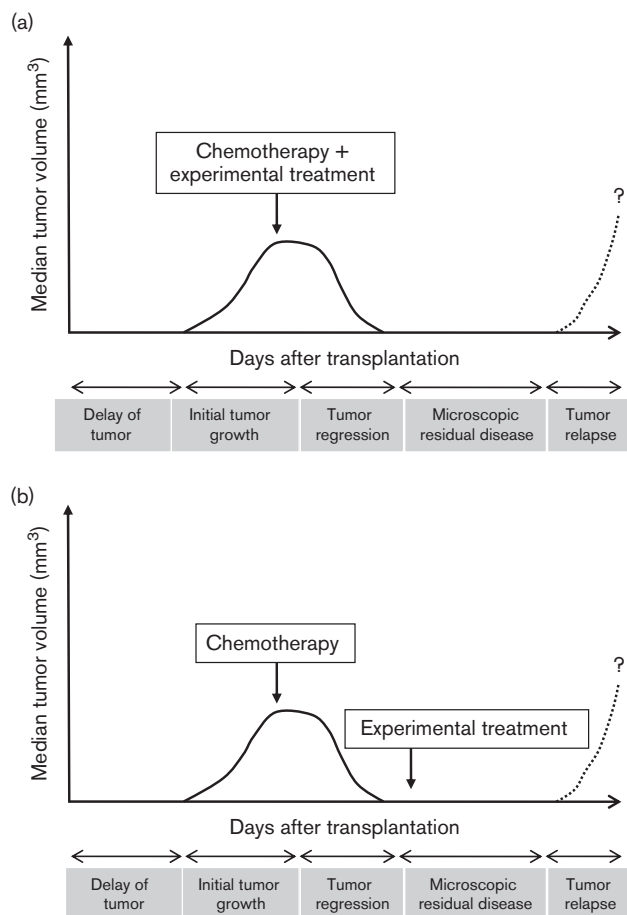 (a)
Median tumor volume (mm³)
Chemotherapy +
experimental treatment
?
Days after transplantation
Delay of
tumor
Initial tumor
growth
Tumor
regression
Microscopic
residual disease
Tumor
relapse
(b)
Median tumor volume (mm³)
Chemotherapy
Experimental treatment
?
Days after transplantation
Delay of
tumor
Initial tumor
growth
Tumor
regression
Microscopic
residual disease
Tumor
relapse